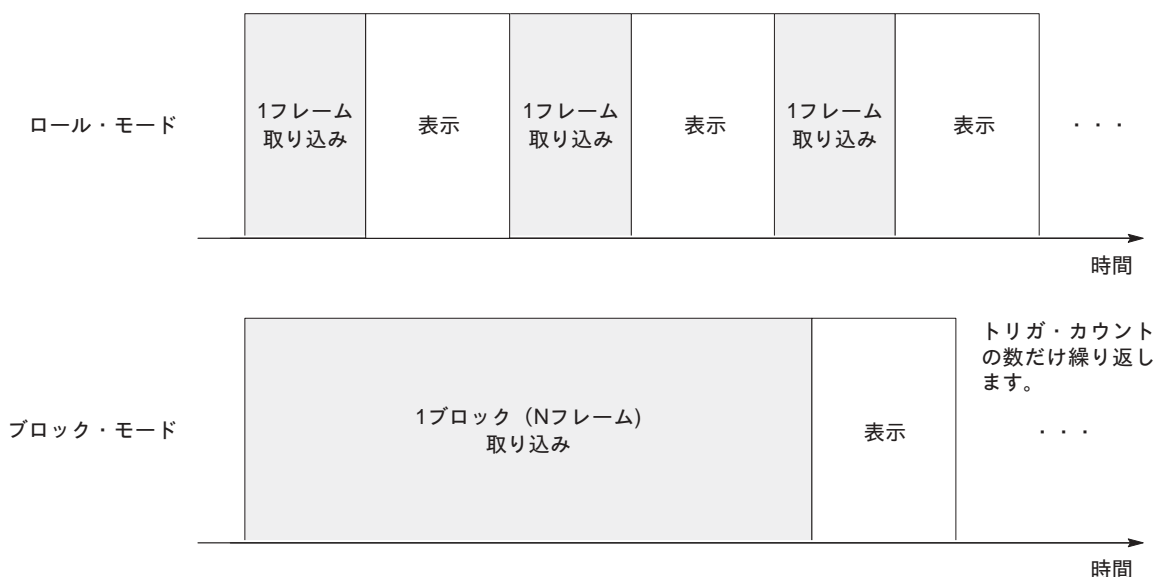 ロール・モード
1フレーム
取り込み
表示
1フレーム
取り込み
表示
1フレーム
取り込み
表示
・・・
時間
ブロック・モード
1ブロック（Nフレーム)
取り込み
表示
トリガ・カウント
の数だけ繰り返し
ます。
・・・
時間